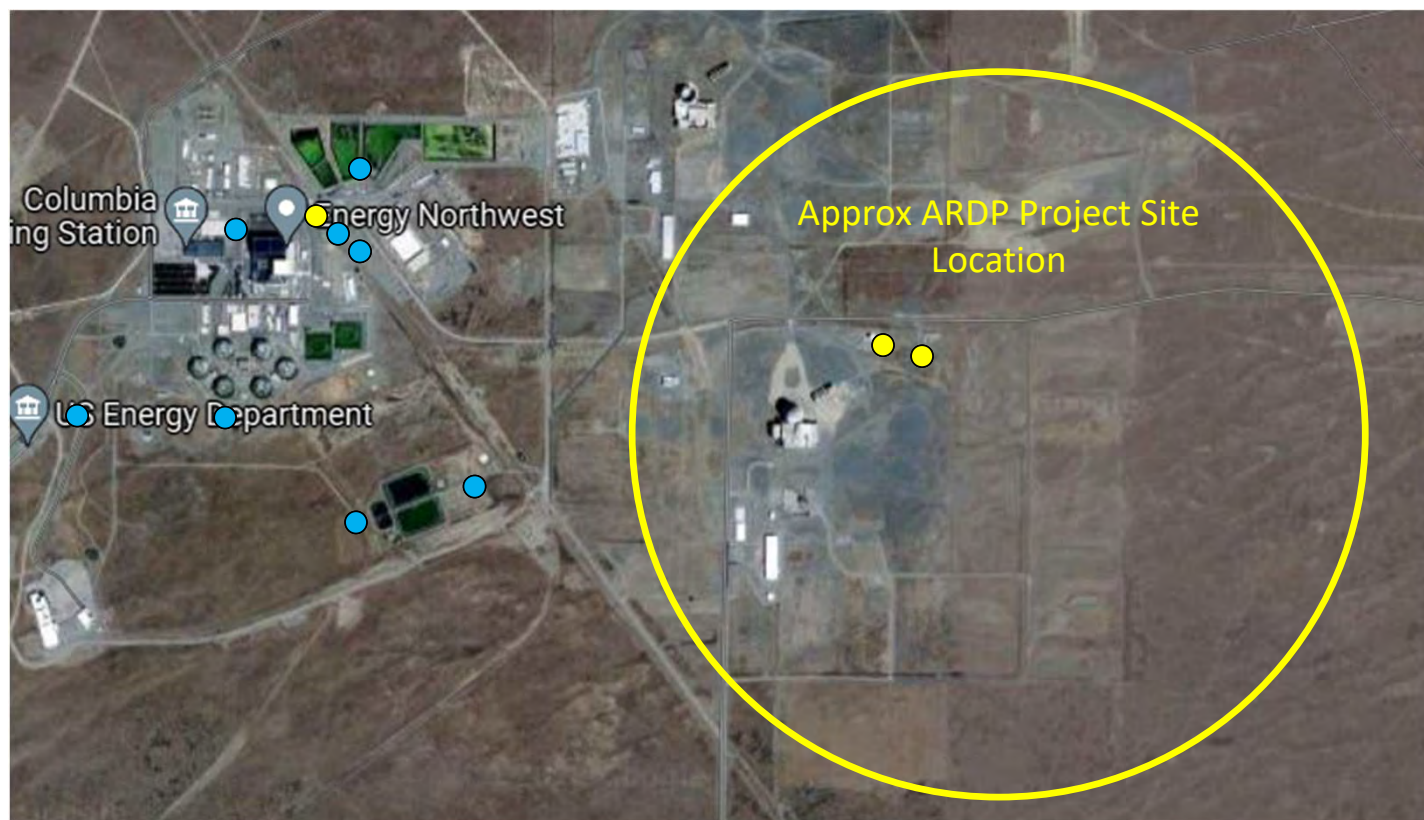 Columbia
ing Station
Energy Northwest
Approx ARDP Project Site
Location
US Energy Department